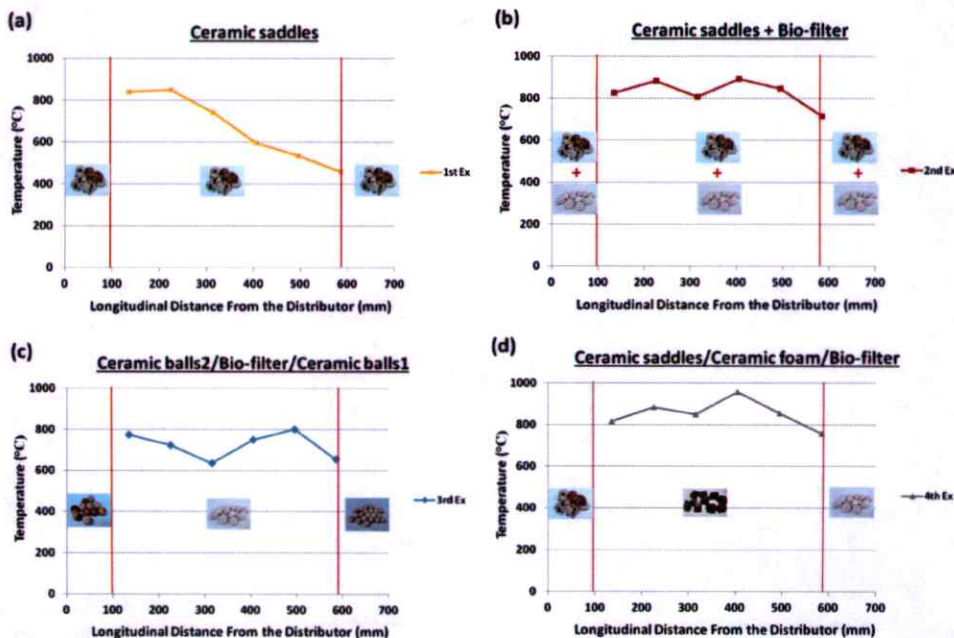 (a)
Ceramic saddles
1000
800
600
400
200
0
Temperature (°C)
0 100 200 300 400 500 600 700
Longitudinal Distance From the Distributor (mm)
1st Ex
(b)
Ceramic saddles + Bio-filter
1000
800
600
400
200
0
Temperature (°C)
+ + +
0 100 200 300 400 500 600 700
Longitudinal Distance From the Distributor (mm)
2nd Ex
(c)
Ceramic balls2/Bio-filter/Ceramic balls1
1000
800
600
400
200
0
Temperature (°C)
0 100 200 300 400 500 600 700
Longitudinal Distance From the Distributor (mm)
3rd Ex
(d)
Ceramic saddles/Ceramic foam/Bio-filter
1000
800
600
400
200
0
Temperature (°C)
0 100 200 300 400 500 600 700
Longitudinal Distance From the Distributor (mm)
4th Ex